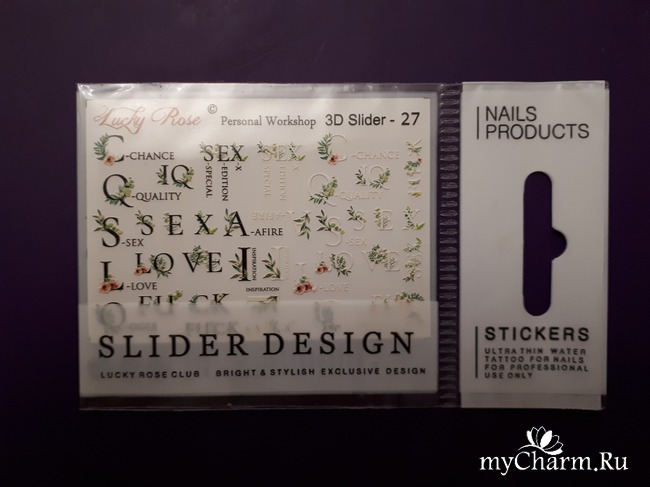 Lucky Rose © Personal Workshop 3D Slider - 27
C-CHANCE SEX X-SPECIAL X-EDITION SEX C-CHANCE
Q-QUALITY IQ
S-SEX SEX A-AFIRE
L-LOVE LOVE I INSPIRATION
INSPIRATION
SLIDER DESIGN
LUCKY ROSE CLUB BRIGHT & STYLISH EXCLUSIVE DESIGN
NAILS
PRODUCTS
STICKERS
ULTRA THIN WATER
TATTOO FOR NAILS
FOR PROFESSIONAL
USE ONLY
myCharm.Ru